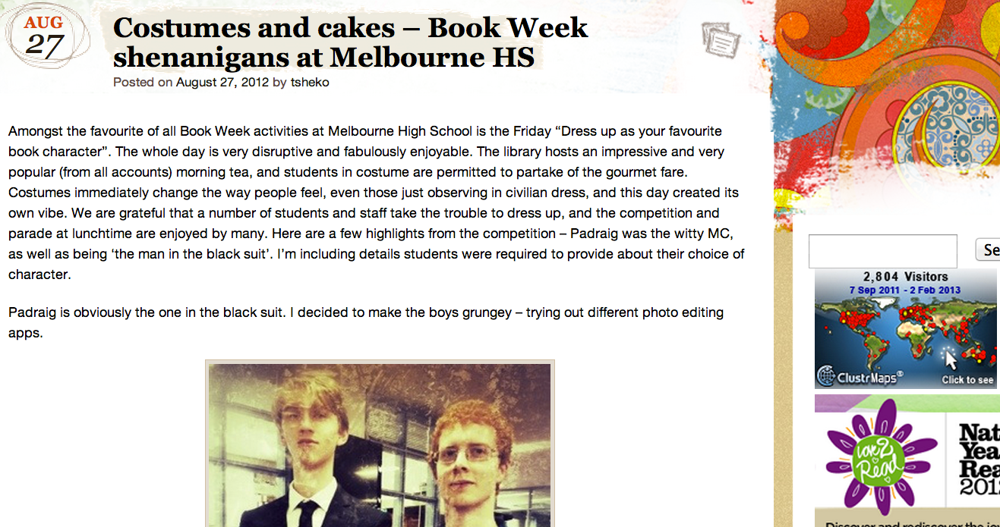 AUG
27
Costumes and cakes – Book Week
shenanigans at Melbourne HS
Posted on August 27, 2012 by tsheko
Amongst the favourite of all Book Week activities at Melbourne High School is the Friday “Dress up as your favourite
book character”. The whole day is very disruptive and fabulously enjoyable. The library hosts an impressive and very
popular (from all accounts) morning tea, and students in costume are permitted to partake of the gourmet fare.
Costumes immediately change the way people feel, even those just observing in civilian dress, and this day created its
own vibe. We are grateful that a number of students and staff take the trouble to dress up, and the competition and
parade at lunchtime are enjoyed by many. Here are a few highlights from the competition – Padraig was the witty MC,
as well as being ‘the man in the black suit’. I’m including details students were required to provide about their choice of
character.
Padraig is obviously the one in the black suit. I decided to make the boys grungey – trying out different photo editing
apps.
Se
2,804 Visitors
7 Sep 2011 - 2 Feb 2013
ClustrMaps®
Click to see
love2
Read
Nat
Yea
Rea
201
Discover and rediscover the jo